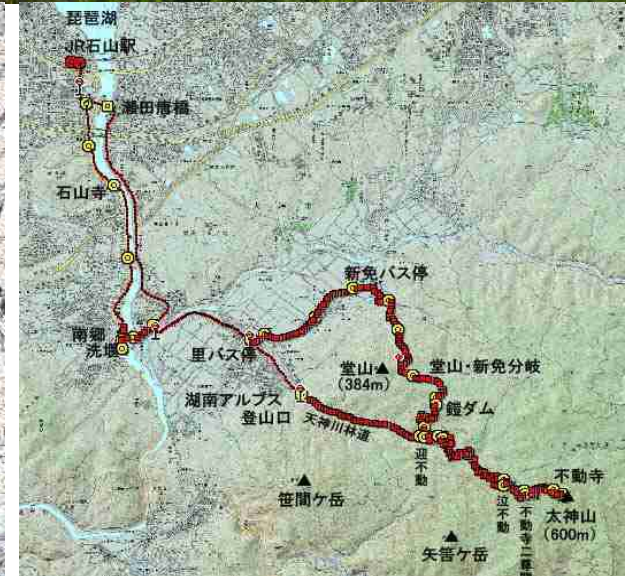 琵琶湖
JR石山駅
瀬田唐橋
石山寺
新免バス停
南郷
洗堰
里バス停
堂山▲
(384m)
堂山・新免分岐
湖南アルプス
登山口
天神川林道
鎧ダム
迎不動
笹間ケ岳
泣不動
不動寺
太神山
(600m)
矢筈ケ岳